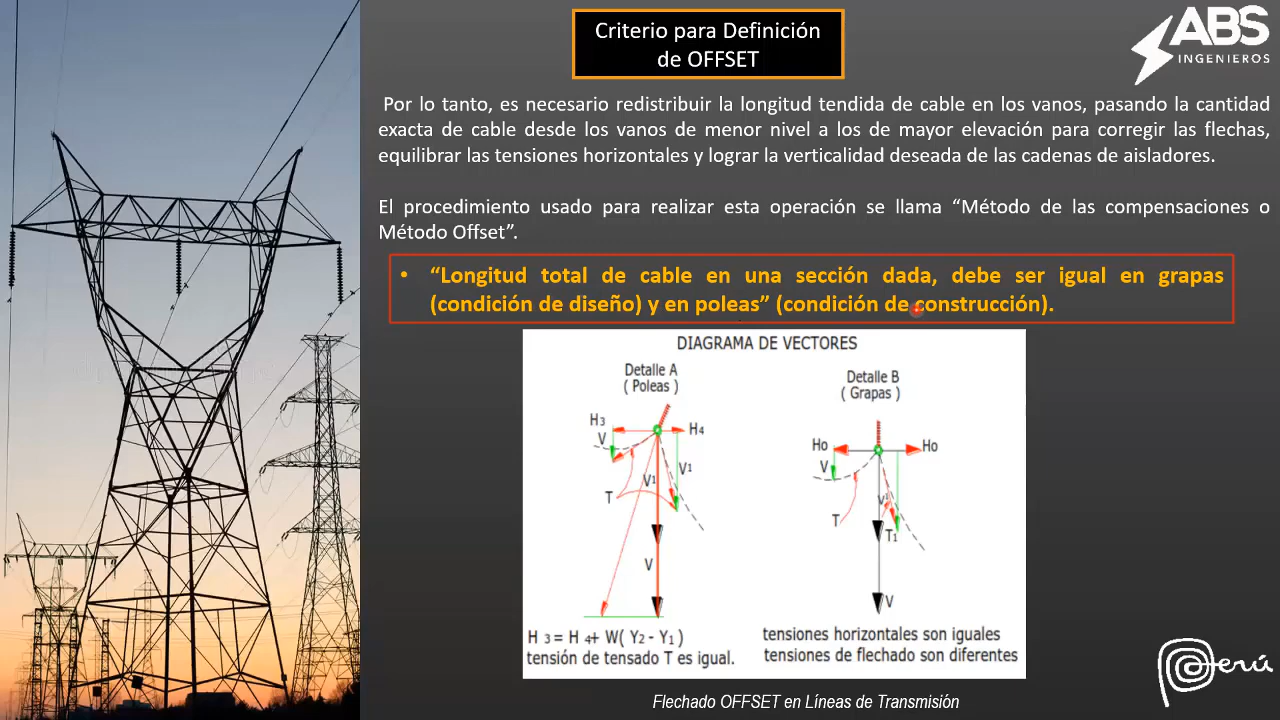 Criterio para Definición
de OFFSET
ABS
INGENIEROS
Por lo tanto, es necesario redistribuir la longitud tendida de cable en los vanos, pasando la cantidad
exacta de cable desde los vanos de menor nivel a los de mayor elevación para corregir las flechas,
equilibrar las tensiones horizontales y lograr la verticalidad deseada de las cadenas de aisladores.
El procedimiento usado para realizar esta operación se llama “Método de las compensaciones o
Método Offset”.
• “Longitud total de cable en una sección dada, debe ser igual en grapas
(condición de diseño) y en poleas” (condición de construcción).
DIAGRAMA DE VECTORES
Detalle A
( Poleas )
H3
H4
V
V1
V1
T
V
H 3 = H 4+ W( Y2 - Y1 )
tensión de tensado T es igual.
Detalle B
( Grapas )
Ho
Ho
V
V1
T
T1
V
tensiones horizontales son iguales
tensiones de flechado son diferentes
Flechado OFFSET en Líneas de Transmisión
Perú